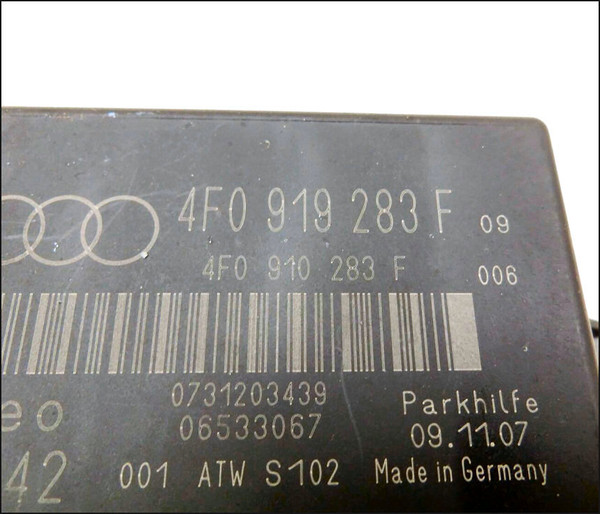 4F0 919 283 F 09
4F0 910 283 F 006
0731203439
eo 06533067 Parkhilfe
09.11.07
42 001 ATW S102 Made in Germany